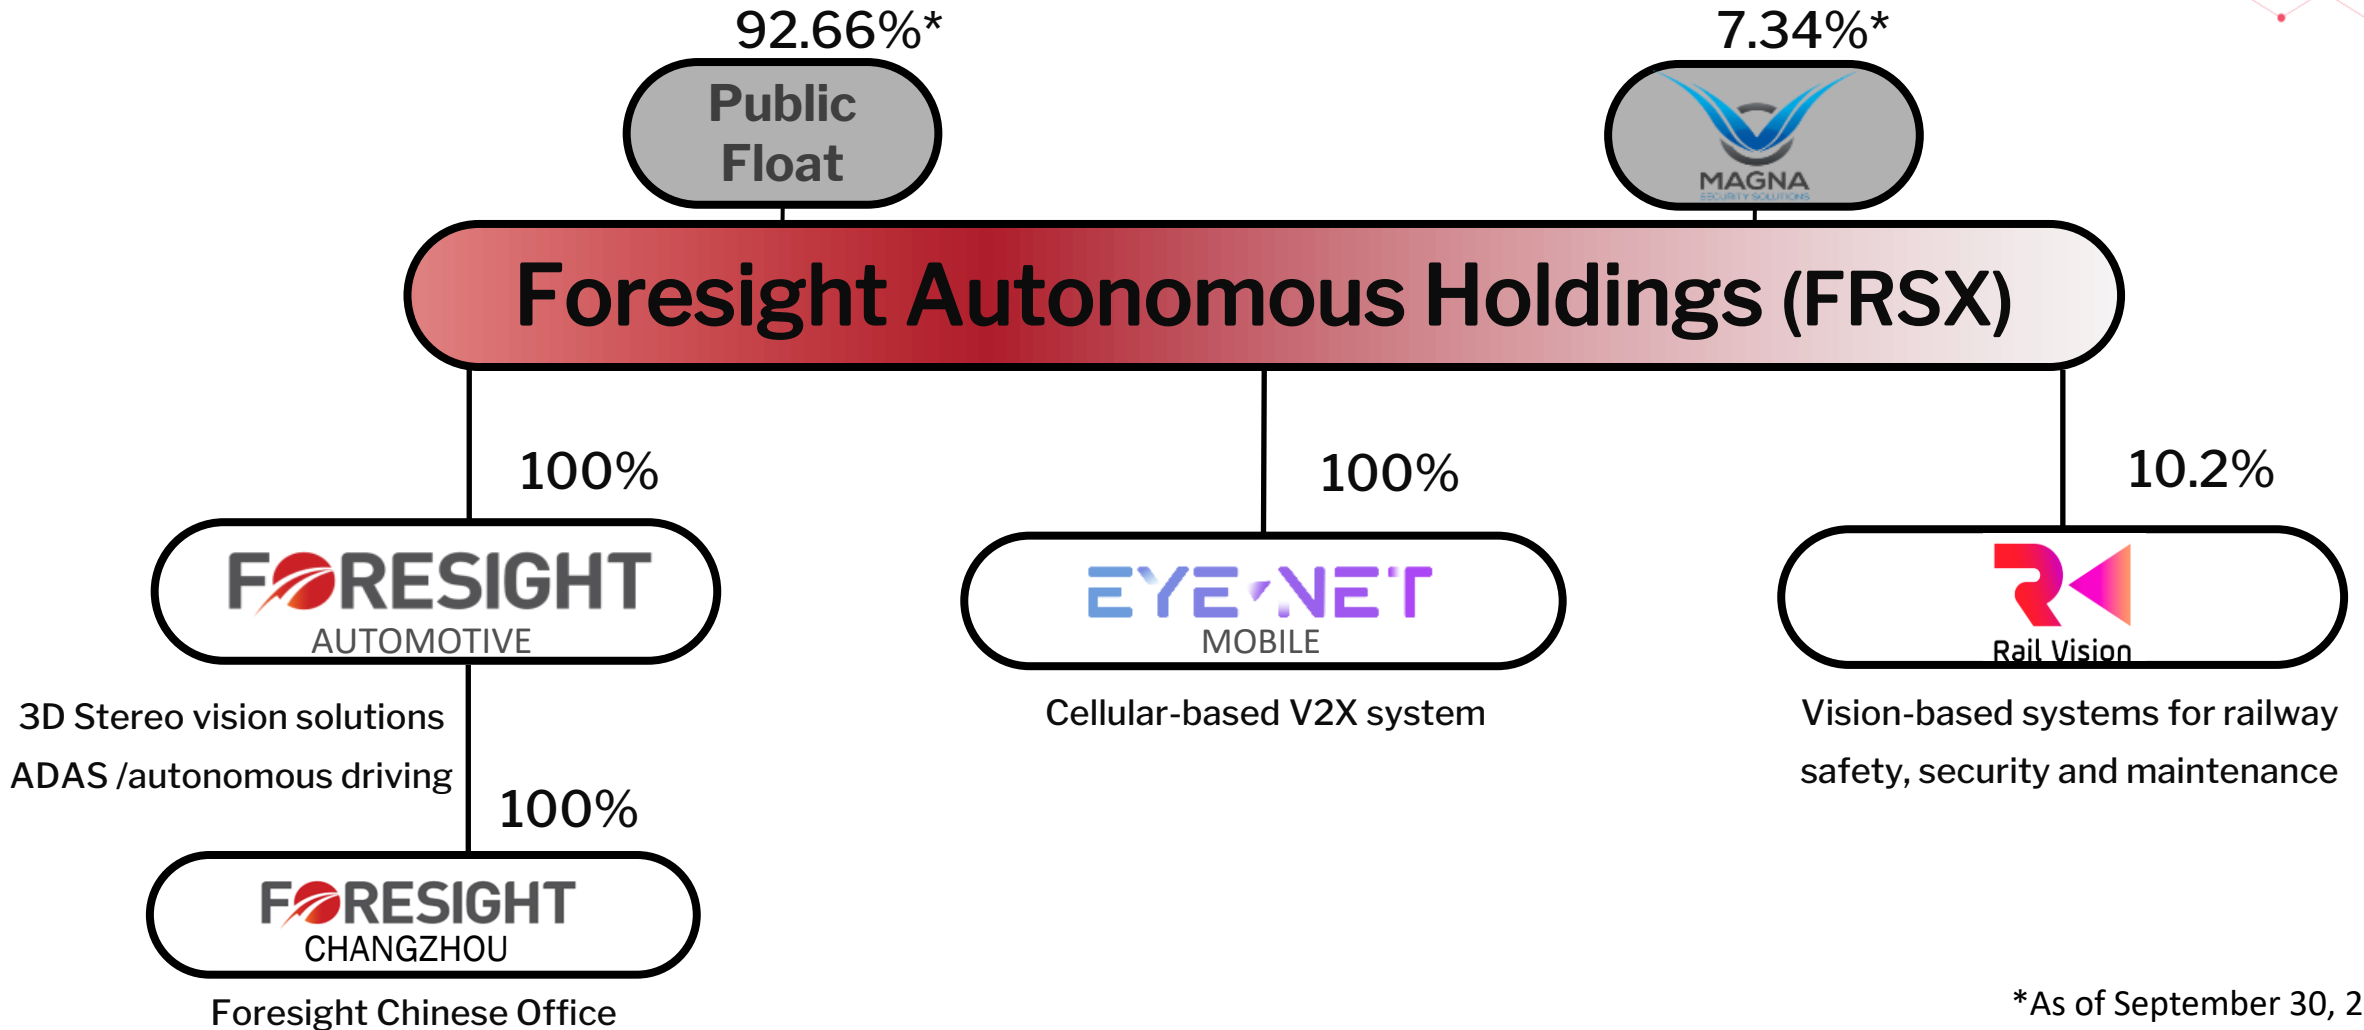 92.66%*
7.34%*
Public
Float
MAGNA
SECURITY SOLUTIONS
Foresight Autonomous Holdings (FRSX)
100%
100%
10.2%
FORESIGHT
AUTOMOTIVE
EYE-NET
MOBILE
Rail Vision
3D Stereo vision solutions
ADAS /autonomous driving
Cellular-based V2X system
Vision-based systems for railway
safety, security and maintenance
100%
FORESIGHT
CHANGZHOU
Foresight Chinese Office
*As of September 30, 2